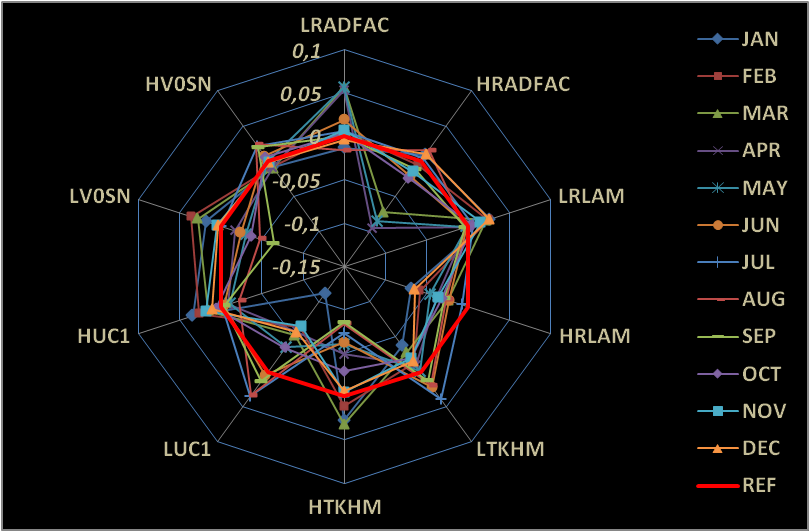 LRADFAC
HRADFAC
LRLAM
HRLAM
LTKHM
HTKHM
LUC1
HUC1
LV0SN
HV0SN
0,1
0,05
0
-0,05
-0,1
-0,15
JAN
FEB
MAR
APR
MAY
JUN
JUL
AUG
SEP
OCT
NOV
DEC
REF